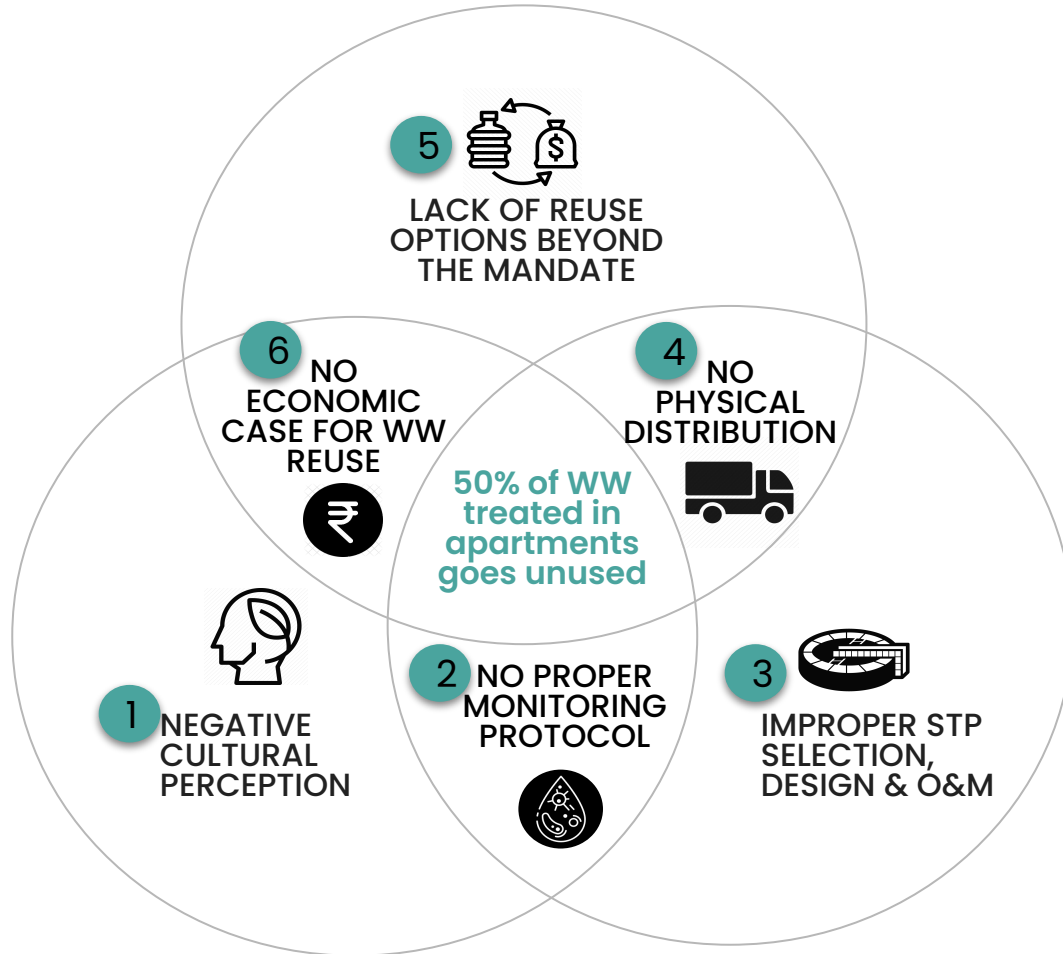 5
LACK OF REUSE
OPTIONS BEYOND
THE MANDATE
6
NO
ECONOMIC
CASE FOR WW
REUSE
₹
4
NO
PHYSICAL
DISTRIBUTION
50% of WW
treated in
apartments
goes unused
1
NEGATIVE
CULTURAL
PERCEPTION
2
NO PROPER
MONITORING
PROTOCOL
3
IMPROPER STP
SELECTION,
DESIGN & O&M
$